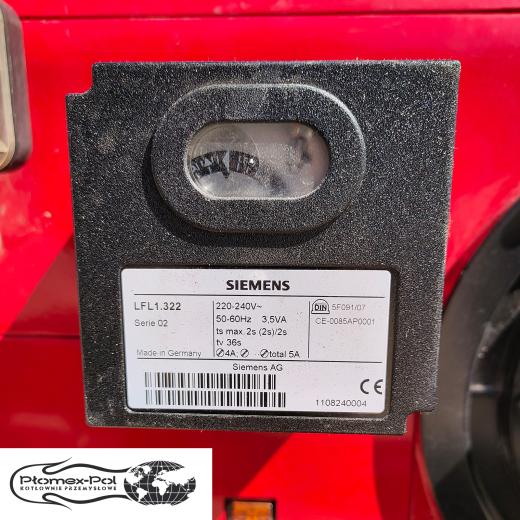 SIEMENS
LFL1.322
Serie 02
Made in Germany
220-240V~
50-60Hz 3,5VA
ts max.2s (2s)/2s
tv 36s
⊘4A; ⊘ ⊘total 5A
DIN 5F091/07
CE-0085AP0001
Siemens AG
CE
1108240004
Płomex-Pol
KOTŁOWNIE PRZEMYSŁOWE